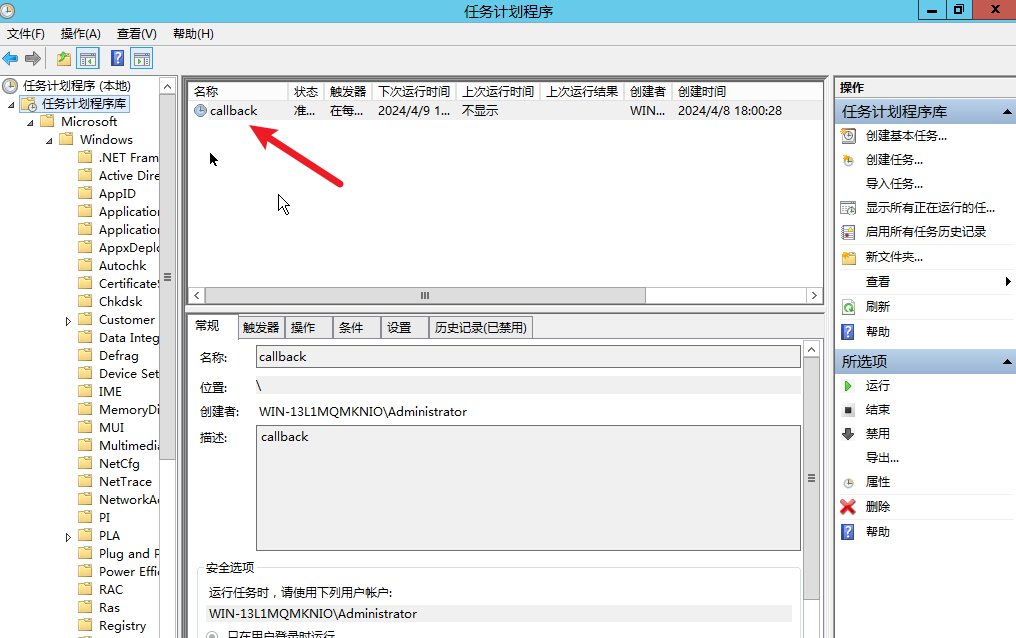 任务计划程序
文件(F) 操作(A) 查看(V) 帮助(H)
任务计划程序 (本地)
任务计划程序库
Microsoft
Windows
.NET Fram
Active Dire
AppID
Application
Application
AppxDeplo
Autochk
Certificate
Chkdsk
Customer
Data Integ
Defrag
Device Set
IME
MemoryDi
MUI
Multimedia
NetCfg
NetTrace
NetworkAc
PI
PLA
Plug and P
Power Effi
RAC
Ras
Registry
名称 状态 触发器 下次运行时间 上次运行时间 上次运行结果 创建者 创建时间
callback 准... 在每... 2024/4/9 1... 不显示 WIN... 2024/4/8 18:00:28
常规 触发器 操作 条件 设置 历史记录(已禁用)
名称: callback
位置: \
创建者: WIN-13L1MQMKNIO\Administrator
描述: callback
安全选项
运行任务时，请使用下列用户帐户:
WIN-13L1MQMKNIO\Administrator
只在用户登录时运行
操作
任务计划程序库
创建基本任务...
创建任务...
导入任务...
显示所有正在运行的任...
启用所有任务历史记录
新文件夹...
查看
刷新
帮助
所选项
运行
结束
禁用
导出...
属性
删除
帮助